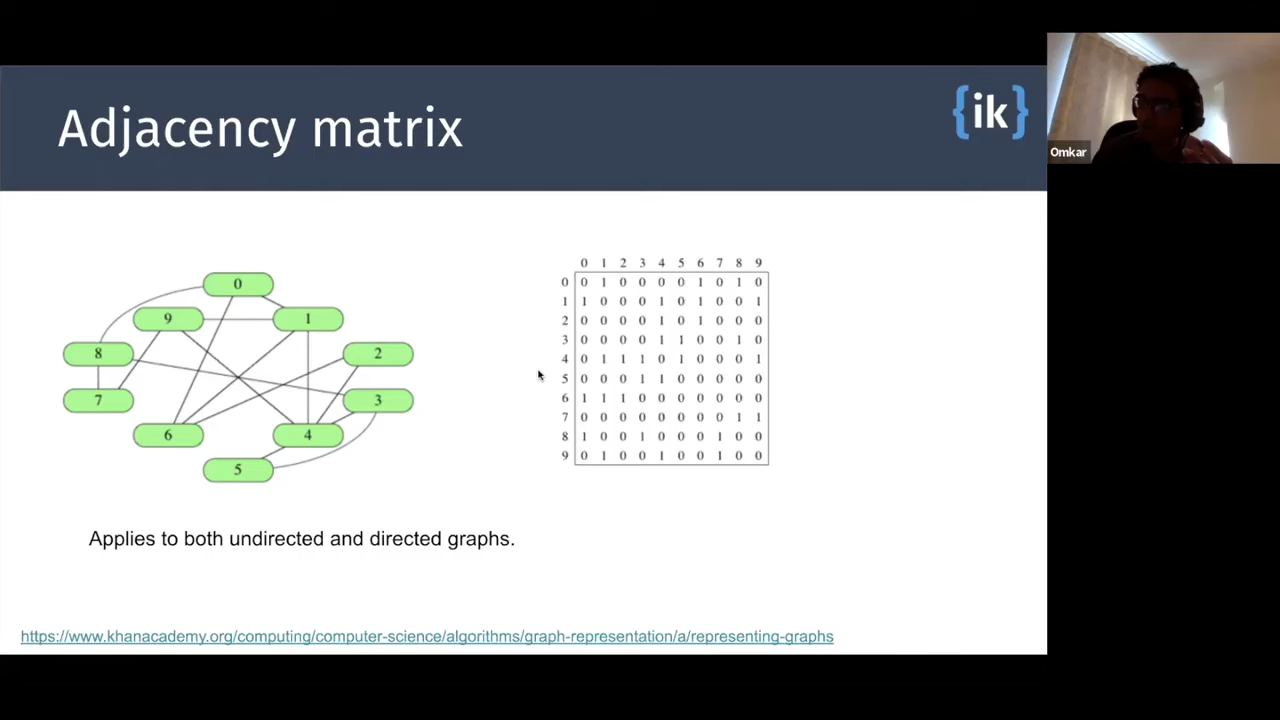 Adjacency matrix
{ik}
Omkar
0
9
1
8
2
7
3
6
4
5
0 1 2 3 4 5 6 7 8 9
0 0 1 0 0 0 0 1 0 1 0
1 1 0 0 0 1 0 1 0 0 1
2 0 0 0 0 1 0 1 0 0 0
3 0 0 0 0 1 1 0 0 1 0
4 0 1 1 1 0 1 0 0 0 1
5 0 0 0 1 1 0 0 0 0 0
6 1 1 1 0 0 0 0 0 0 0
7 0 0 0 0 0 0 0 0 1 1
8 1 0 0 1 0 0 0 1 0 0
9 0 1 0 0 1 0 0 1 0 0
Applies to both undirected and directed graphs.
https://www.khanacademy.org/computing/computer-science/algorithms/graph-representation/a/representing-graphs